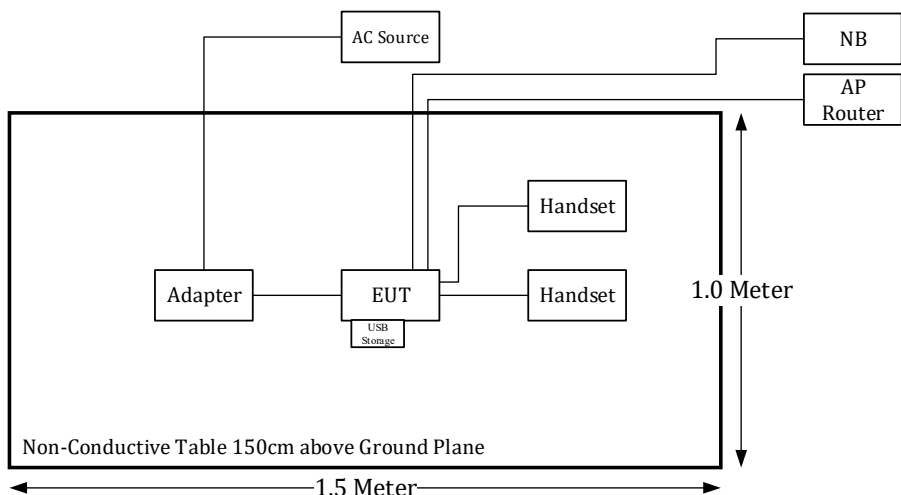 AC Source
NB
AP
Router
Handset
Adapter
EUT
Handset
1.0 Meter
USB
Storage
Non-Conductive Table 150cm above Ground Plane
1.5 Meter